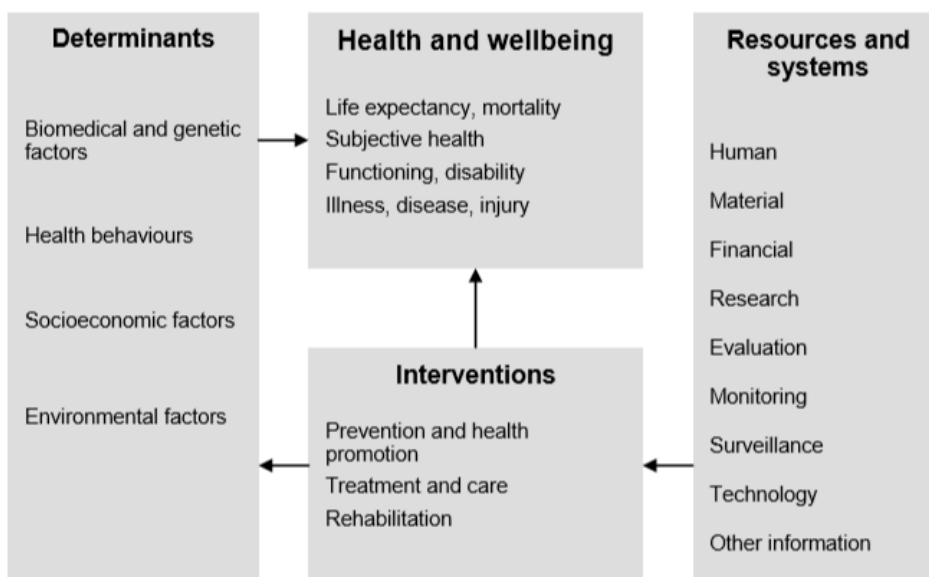 Determinants
Biomedical and genetic
factors
Health behaviours
Socioeconomic factors
Environmental factors
Health and wellbeing
Life expectancy, mortality
Subjective health
Functioning, disability
Illness, disease, injury
Interventions
Prevention and health
promotion
Treatment and care
Rehabilitation
Resources and
systems
Human
Material
Financial
Research
Evaluation
Monitoring
Surveillance
Technology
Other information